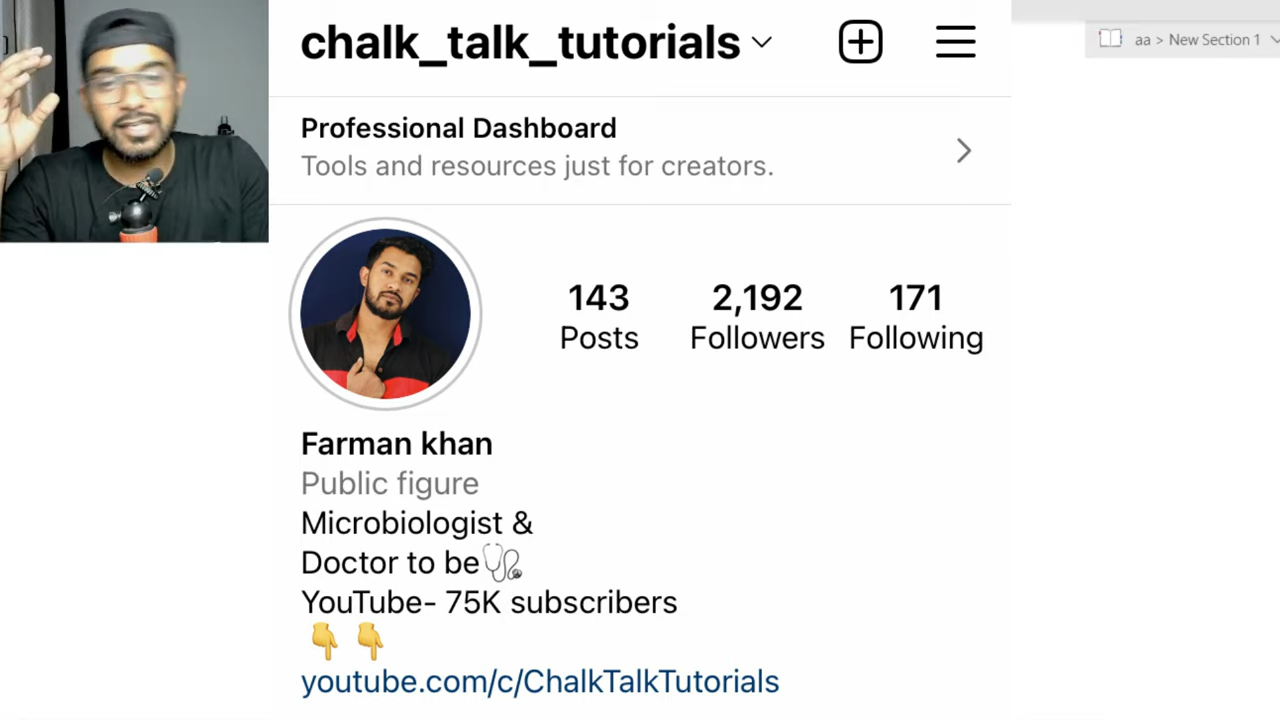 chalk_talk_tutorials
aa > New Section 1
Professional Dashboard
Tools and resources just for creators.
143
2,192
171
Posts
Followers
Following
Farman khan
Public figure
Microbiologist &
Doctor to be🩺
YouTube- 75K subscribers
👇 👇
youtube.com/c/ChalkTalkTutorials